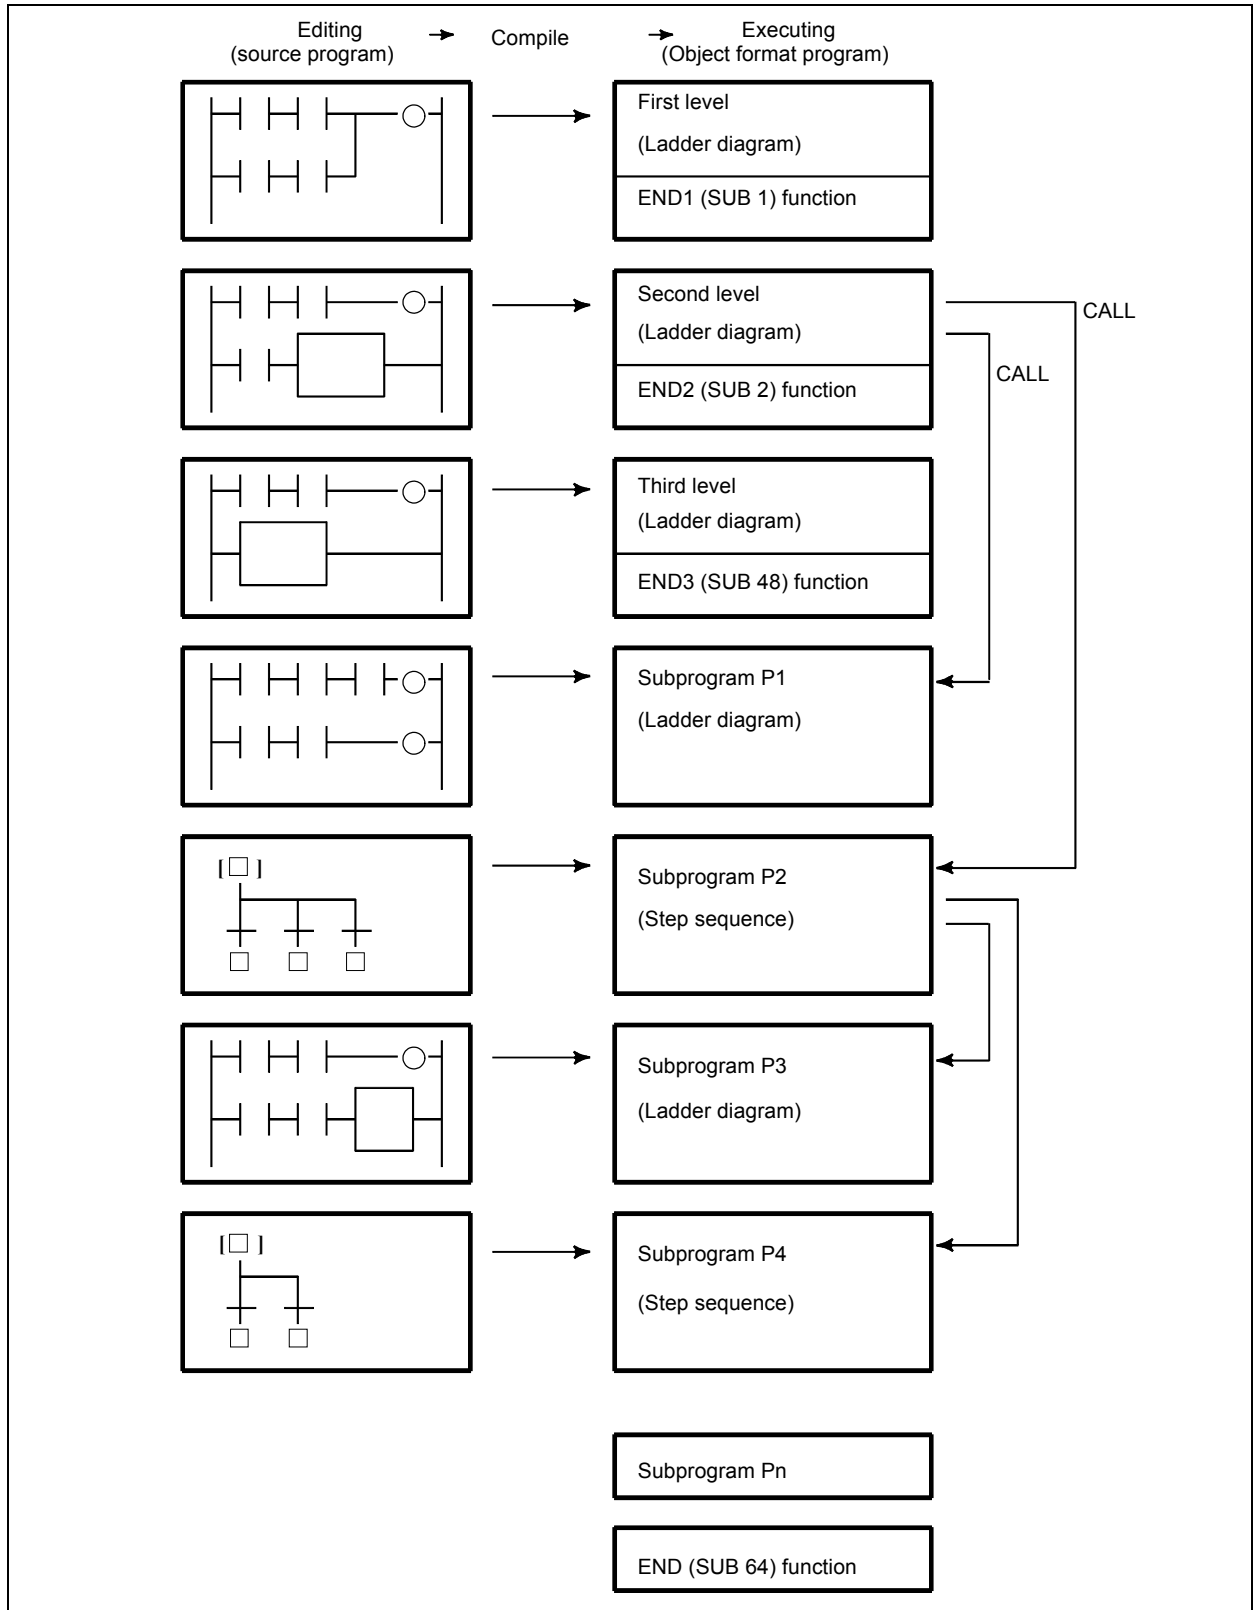 Editing
(source program)
Compile
Executing
(Object format program)
First level
(Ladder diagram)
END1 (SUB 1) function
Second level
(Ladder diagram)
END2 (SUB 2) function
CALL
CALL
Third level
(Ladder diagram)
END3 (SUB 48) function
Subprogram P1
(Ladder diagram)
[ ]
Subprogram P2
(Step sequence)
Subprogram P3
(Ladder diagram)
[ ]
Subprogram P4
(Step sequence)
Subprogram Pn
END (SUB 64) function